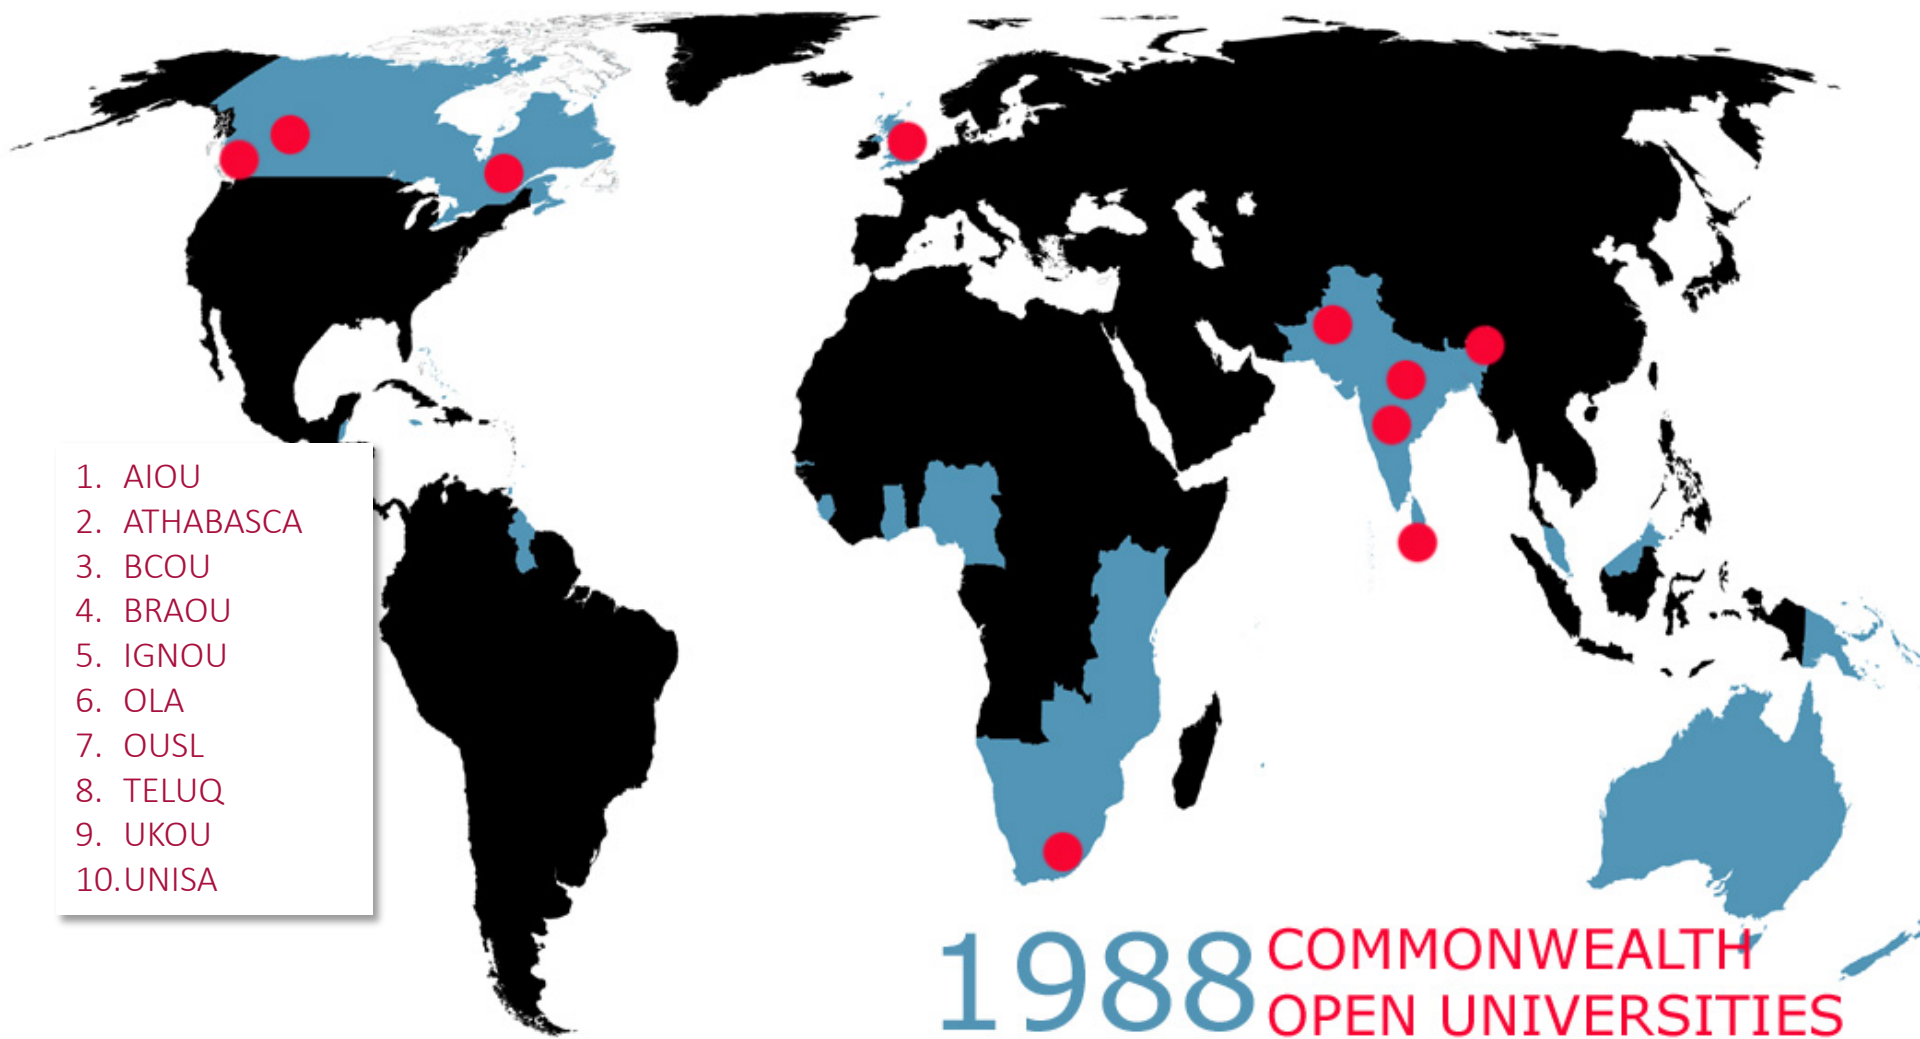 1. AIOU
2. ATHABASCA
3. BCOU
4. BRAOU
5. IGNOU
6. OLA
7. OUSL
8. TELUQ
9. UKOU
10. UNISA
1988 COMMONWEALTH
OPEN UNIVERSITIES